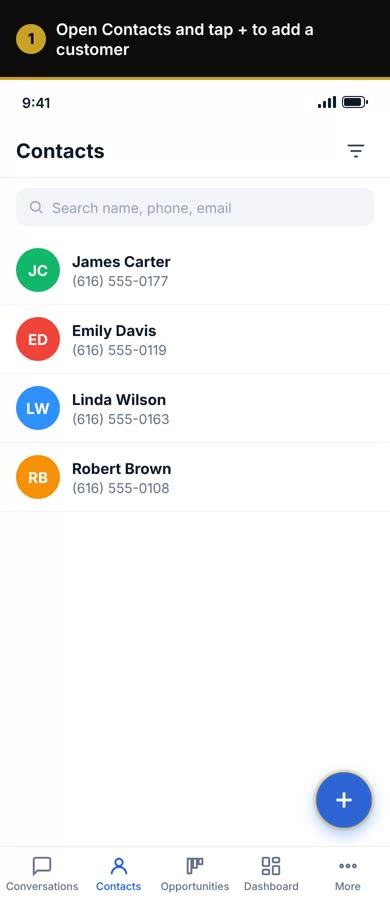 1
Open Contacts and tap + to add a
customer
9:41
Contacts
Search name, phone, email
JC
James Carter
(616) 555-0177
ED
Emily Davis
(616) 555-0119
LW
Linda Wilson
(616) 555-0163
RB
Robert Brown
(616) 555-0108
+
Conversations
Contacts
Opportunities
Dashboard
More